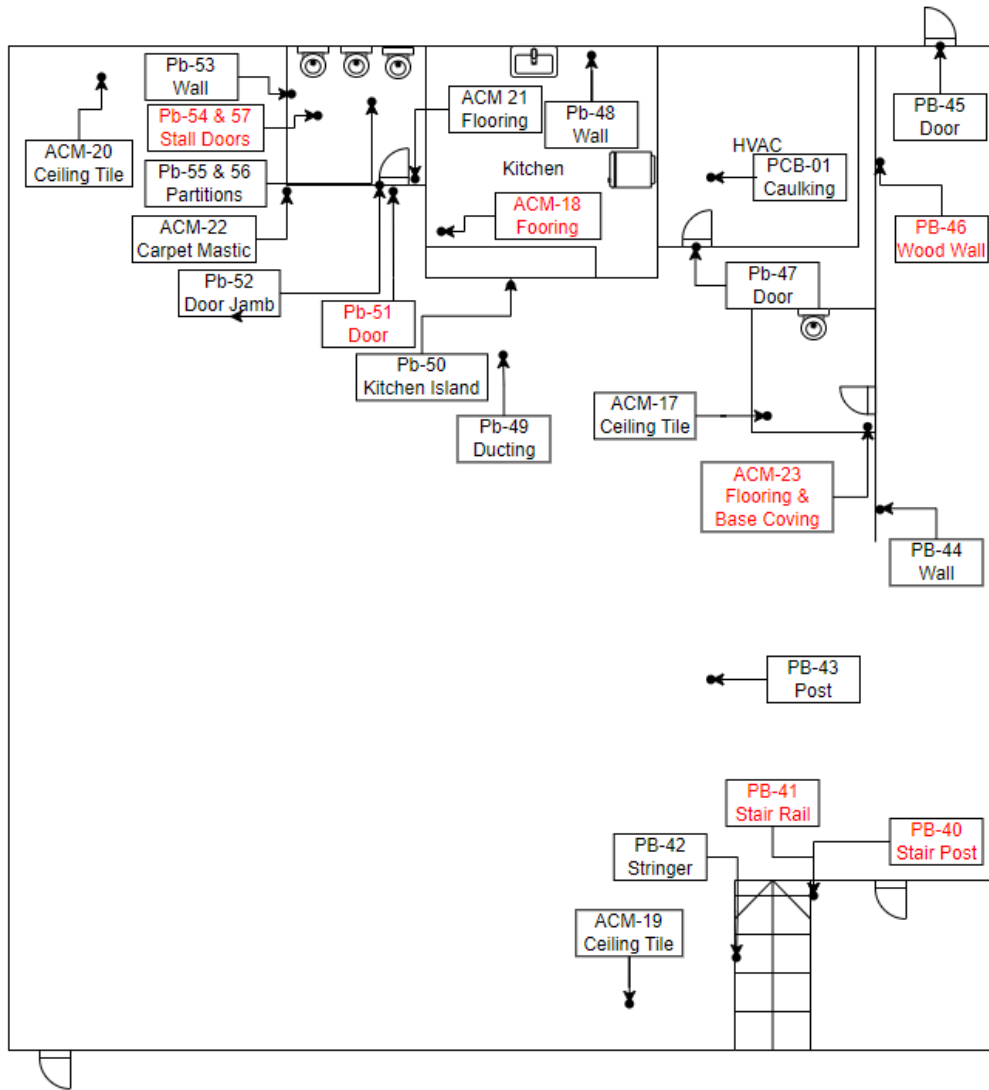 Pb-53
Wall
Pb-54 & 57
Stall Doors
ACM-20
Ceiling Tile
Pb-55 & 56
Partitions
ACM-22
Carpet Mastic
Pb-52
Door Jamb
Pb-51
Door
ACM 21
Flooring
Pb-48
Wall
Kitchen
ACM-18
Fooring
HVAC
PCB-01
Caulking
PB-45
Door
PB-46
Wood Wall
Pb-47
Door
Pb-50
Kitchen Island
Pb-49
Ducting
ACM-17
Ceiling Tile
ACM-23
Flooring &
Base Coving
PB-44
Wall
PB-43
Post
PB-41
Stair Rail
PB-40
Stair Post
PB-42
Stringer
ACM-19
Ceiling Tile